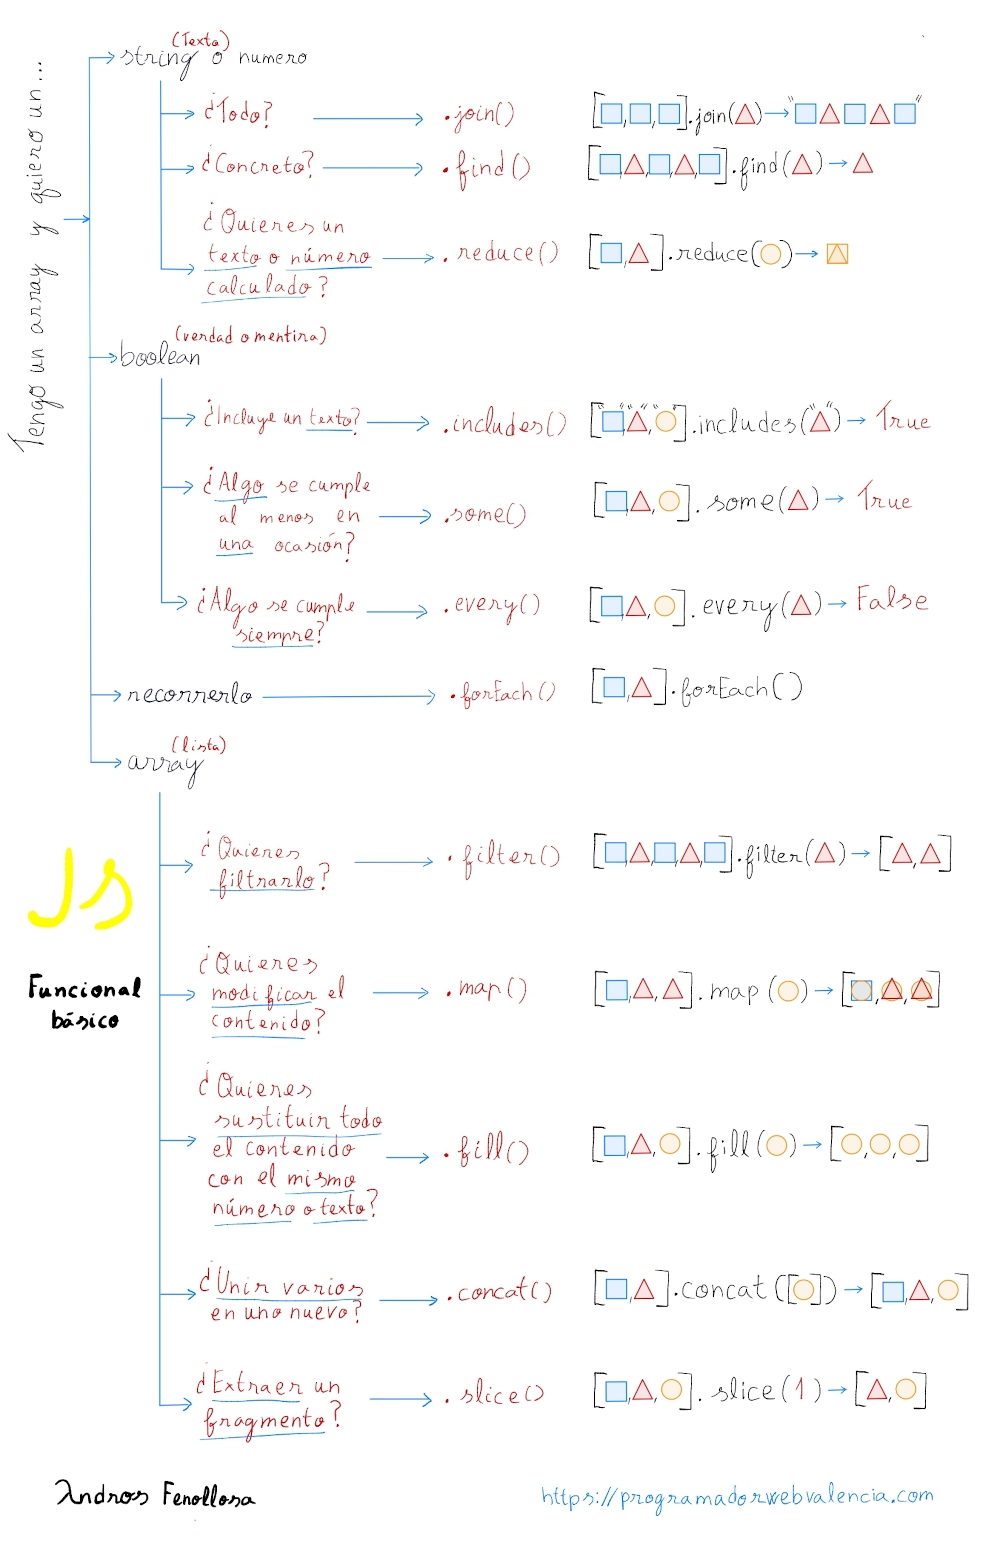 Tengo un array y quiero un...
(Texto)
string o numero
¿Todo? .join() [□,□,□].join(△)→"□△□△□"
¿Concreto? .find() [□,△,□,△,□].find(△)→△
¿Quieres un
texto o número
calculado? .reduce() [□,△].reduce(○)→
(verdad o mentira)
boolean
¿Incluye un texto? .includes() ["□","△","○"].includes("△")→ True
¿Algo se cumple
al menos en
una ocasión? .some() [□,△,○].some(△)→ True
¿Algo se cumple
siempre? .every() [□,△,○].every(△)→ False
recorrerlo .forEach() [□,△].forEach()
(lista)
array
¿Quieres
filtrarlo? .filter() [□,△,□,△,□].filter(△)→[△,△]
JS
Funcional
básico
¿Quieres
modificar el
contenido? .map() [□,△,△].map(○)→[ , , ]
¿Quieres
sustituir todo
el contenido
con el mismo
número o texto? .fill() [□,△,○].fill(○)→[○,○,○]
¿Unir varios
en uno nuevo? .concat() [□,△].concat([○])→[□,△,○]
¿Extraer un
fragmento? .slice() [□,△,○].slice(1)→[△,○]
Andros Fenollosa
https://programadorwebvalencia.com